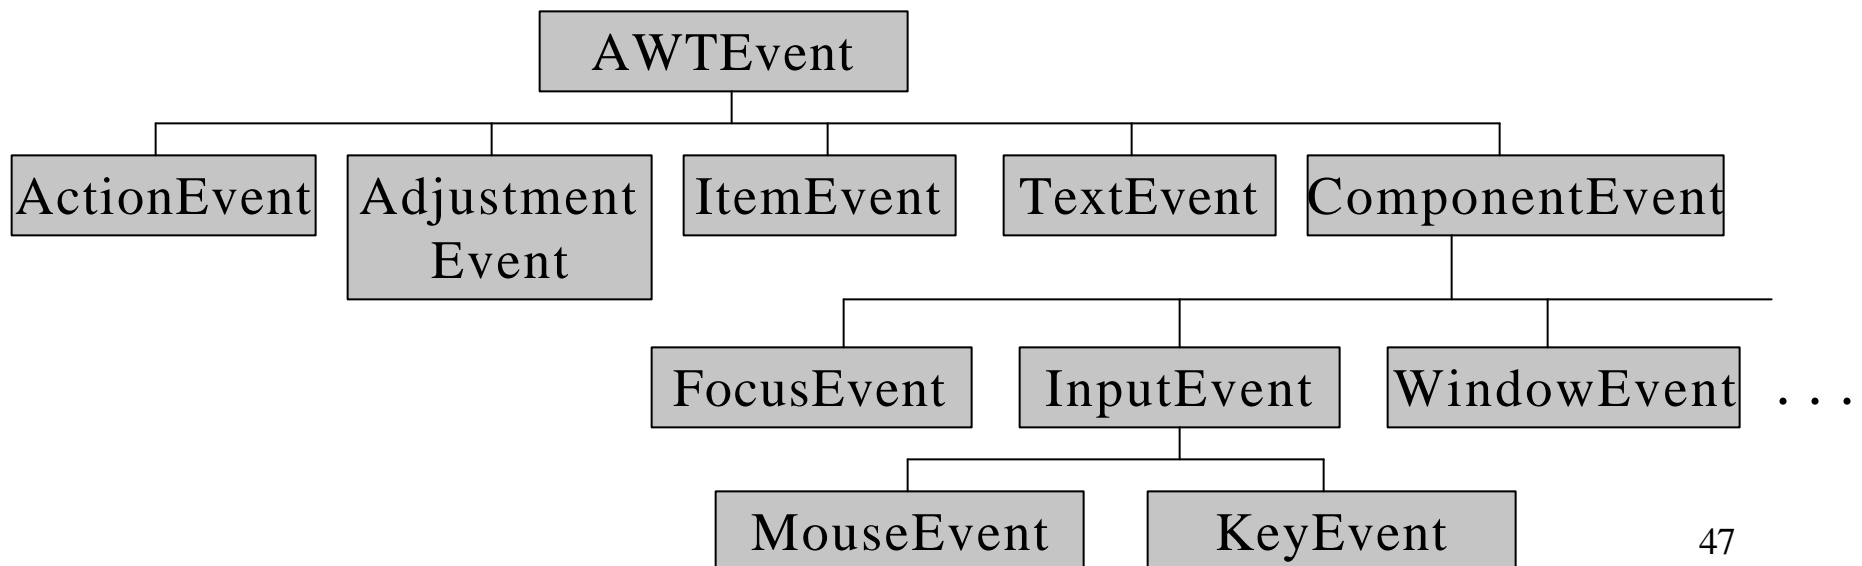 AWTEvent
ActionEvent
Adjustment
Event
ItemEvent
TextEvent
ComponentEvent
FocusEvent
InputEvent
WindowEvent
. . .
MouseEvent
KeyEvent
47